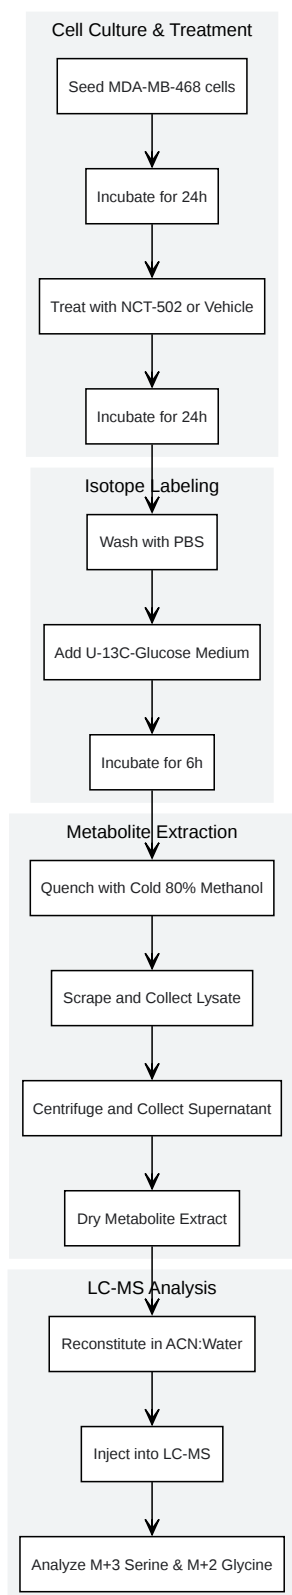 Cell Culture & Treatment
Seed MDA-MB-468 cells
Incubate for 24h
Treat with NCT-502 or Vehicle
Incubate for 24h
Isotope Labeling
Wash with PBS
Add U-13C-Glucose Medium
Incubate for 6h
Metabolite Extraction
Quench with Cold 80% Methanol
Scrape and Collect Lysate
Centrifuge and Collect Supernatant
Dry Metabolite Extract
LC-MS Analysis
Reconstitute in ACN:Water
Inject into LC-MS
Analyze M+3 Serine & M+2 Glycine